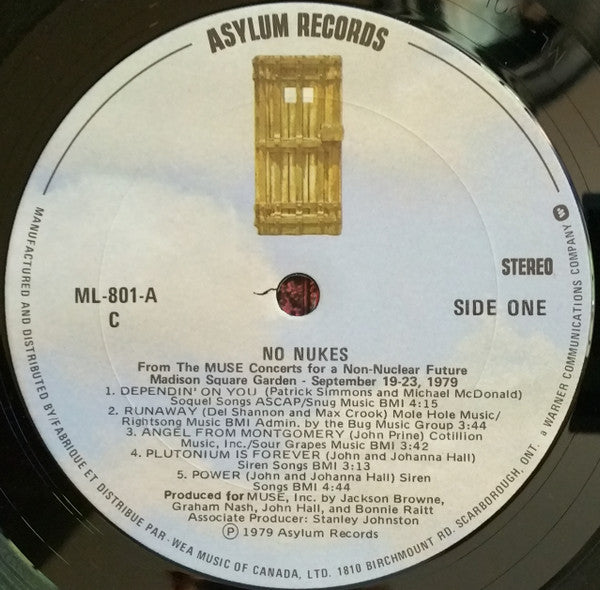 ASYLUM RECORDS
STEREO
ML-801-A
C
SIDE ONE
NO NUKES
From The MUSE Concerts for a Non-Nuclear Future
Madison Square Garden - September 19-23, 1979
1. DEPENDIN' ON YOU (Patrick Simmons and Michael McDonald)
Soquel Songs ASCAP/Snug Music BMI 4:15
2. RUNAWAY (Del Shannon and Max Crook) Mole Hole Music/
Rightsong Music BMI Admin. by the Bug Music Group 3:44
3. ANGEL FROM MONTGOMERY (John Prine) Cotillion
Music, Inc./Sour Grapes Music BMI 3:42
4. PLUTONIUM IS FOREVER (John and Johanna Hall)
Siren Songs BMI 3:13
5. POWER (John and Johanna Hall) Siren
Songs BMI 4:44
Produced for MUSE, Inc. by Jackson Browne,
Graham Nash, John Hall, and Bonnie Raitt
Associate Producer: Stanley Johnston
Ⓟ 1979 Asylum Records
MANUFACTURED AND DISTRIBUTED BY/FABRIQUE ET DISTRIBUE PAR - WEA MUSIC OF CANADA, LTD. 1810 BIRCHMOUNT RD. SCARBOROUGH, ONT. a WARNER COMMUNICATIONS COMPANY